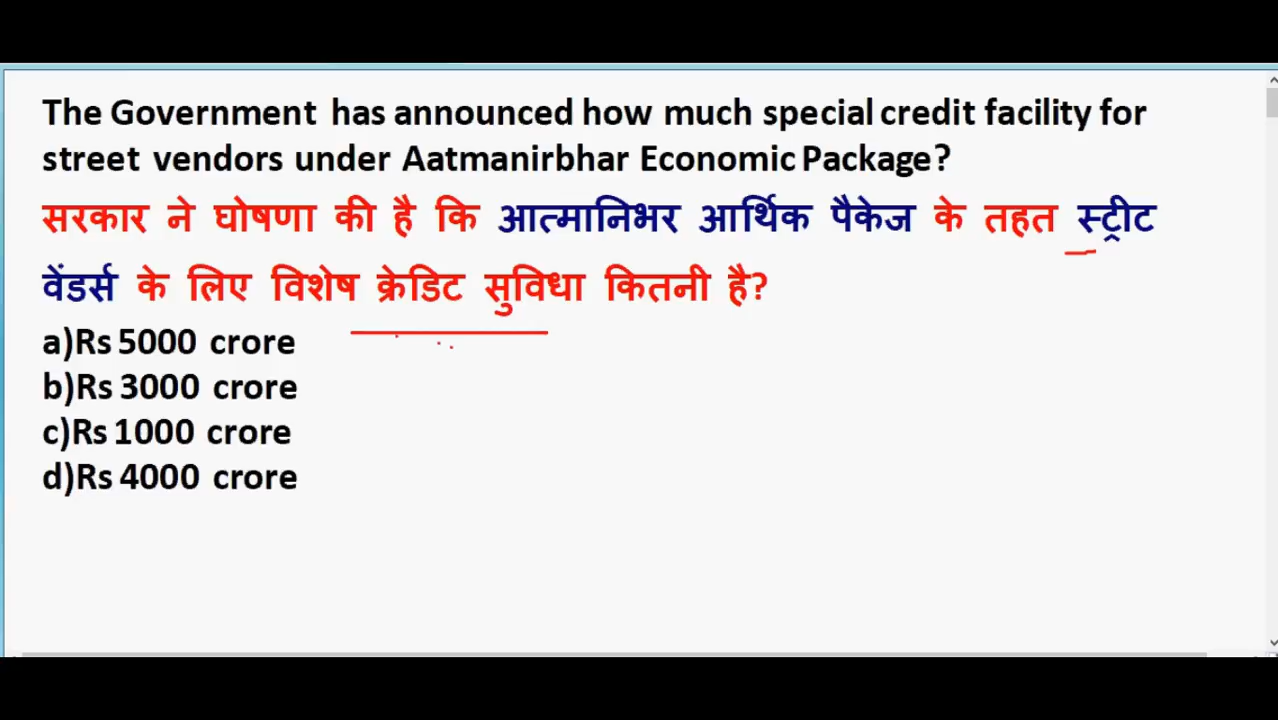 The Government has announced how much special credit facility for
street vendors under Aatmanirbhar Economic Package?
सरकार ने घोषणा की है कि आत्मानिभर आर्थिक पैकेज के तहत स्ट्रीट
वेंडर्स के लिए विशेष क्रेडिट सुविधा कितनी है?
a)Rs 5000 crore
b)Rs 3000 crore
c)Rs 1000 crore
d)Rs 4000 crore